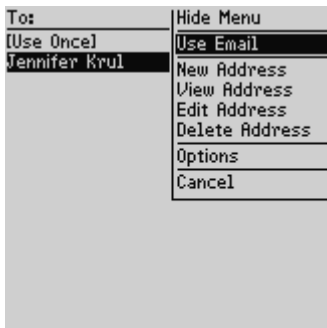 To:
[Use Once]
Jennifer Krul
Hide Menu
Use Email
New Address
View Address
Edit Address
Delete Address
Options
Cancel